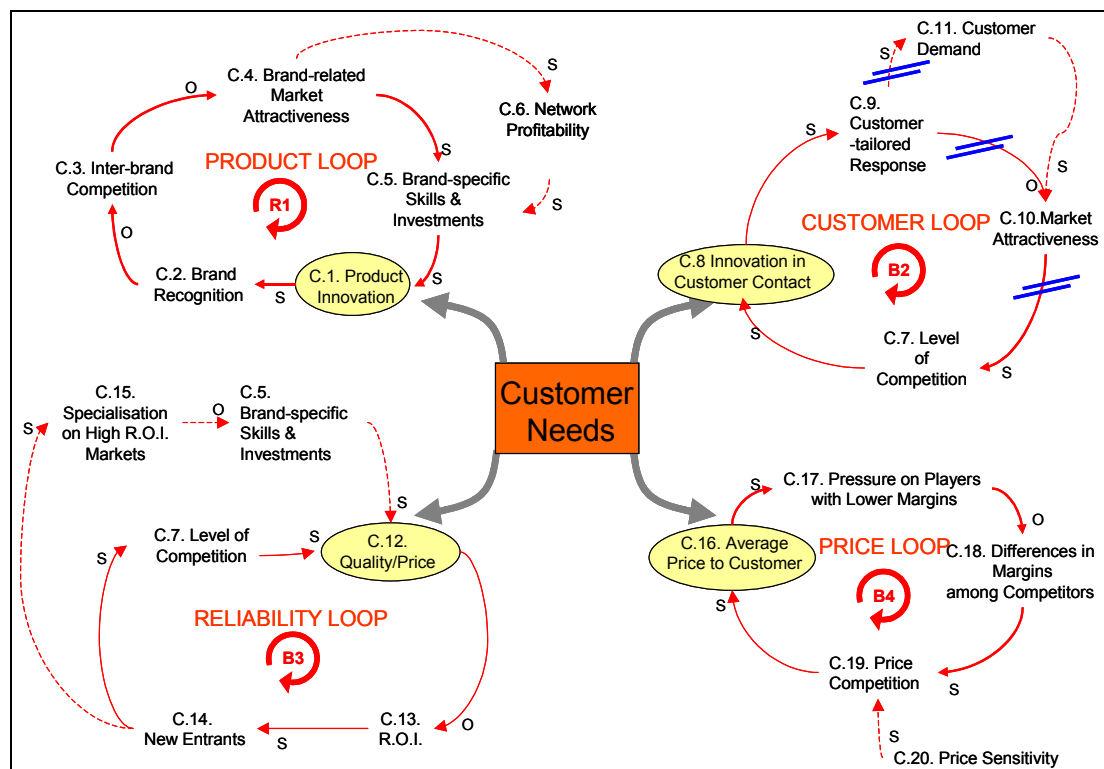 C.4. Brand-related
Market
Attractiveness
S
O
C.6. Network
Profitability
S
C.3. Inter-brand
Competition
PRODUCT LOOP
R1
C.5. Brand-specific
Skills &
Investments
S
O
C.2. Brand
Recognition
S
C.1. Product
Innovation
S
C.11. Customer
Demand
S
C.9.
Customer
-tailored
Response
S
S
O
CUSTOMER LOOP
B2
C.10.Market
Attractiveness
C.8 Innovation in
Customer Contact
S
C.7. Level
of
Competition
S
Customer
Needs
C.15.
Specialisation
on High R.O.I.
Markets
S
O
C.5.
Brand-specific
Skills &
Investments
S
C.7. Level of
Competition
S
S
C.12.
Quality/Price
RELIABILITY LOOP
B3
C.14.
New Entrants
S
C.13.
R.O.I.
O
C.17. Pressure on Players
with Lower Margins
S
O
C.16. Average
Price to Customer
PRICE LOOP
B4
C.18. Differences in
Margins
among Competitors
S
C.19. Price
Competition
S
S
C.20. Price Sensitivity